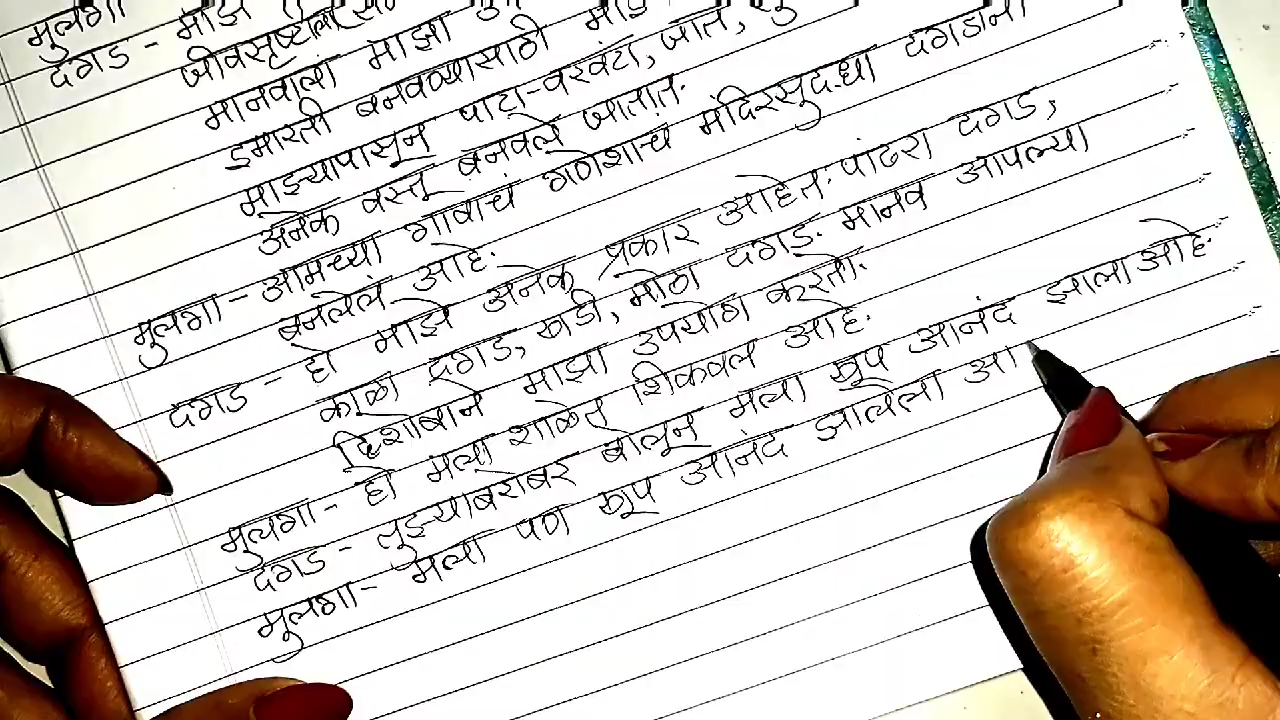 मुलगा
दगड - माझे
जीवसृष्टीला
मानवाला माझा
इमारती बनवण्यासाठी
माझ्यापासून पाटा-वरवंटा, जाते,
अनेक वस्तू बनवले जातात.
मुलगा - आमच्या गावाचं गणेशाचं मंदिरसुद्धा दगडाने
बनलेलं आहे.
दगड - हो माझे अनेक प्रकार आहेत. पांढरा दगड,
काळा दगड, खडी, मोठा दगड. मानव आपल्या
हिशोबाने माझा उपयोग करतो.
मुलगा - हो मला शाळेत शिकवलं आहे.
दगड - तुझ्याबरोबर बोलून मला खूप आनंद झाला आहे.
मुलगा - मला पण खूप आनंद झालेला आ